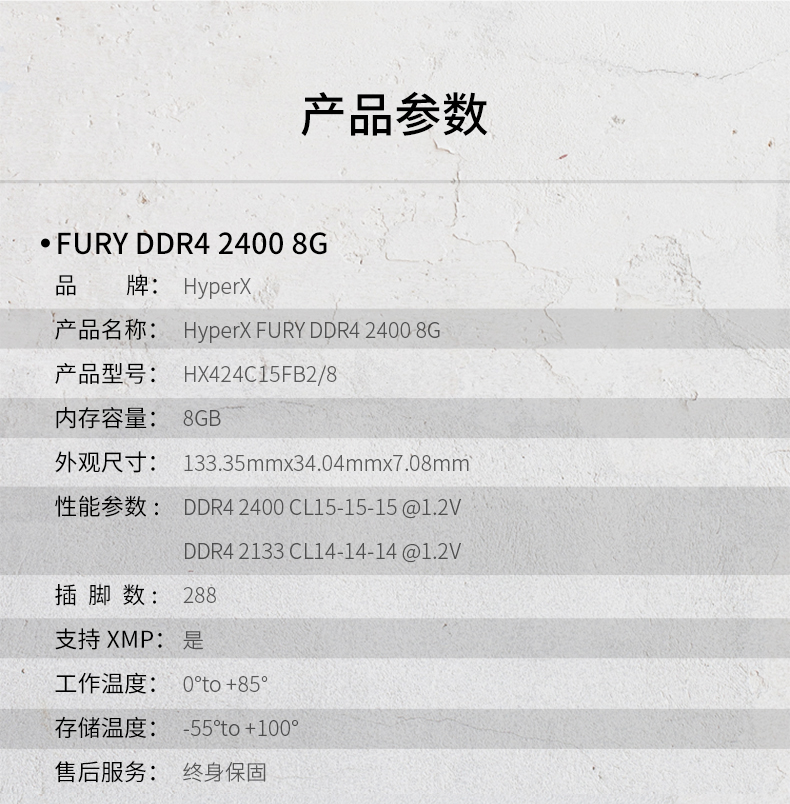 产品参数
•FURY DDR4 2400 8G
品 牌： HyperX
产品名称： HyperX FURY DDR4 2400 8G
产品型号： HX424C15FB2/8
内存容量： 8GB
外观尺寸： 133.35mmx34.04mmx7.08mm
性能参数： DDR4 2400 CL15-15-15 @1.2V
DDR4 2133 CL14-14-14 @1.2V
插 脚 数： 288
支持 XMP： 是
工作温度： 0°to +85°
存储温度： -55°to +100°
售后服务： 终身保固